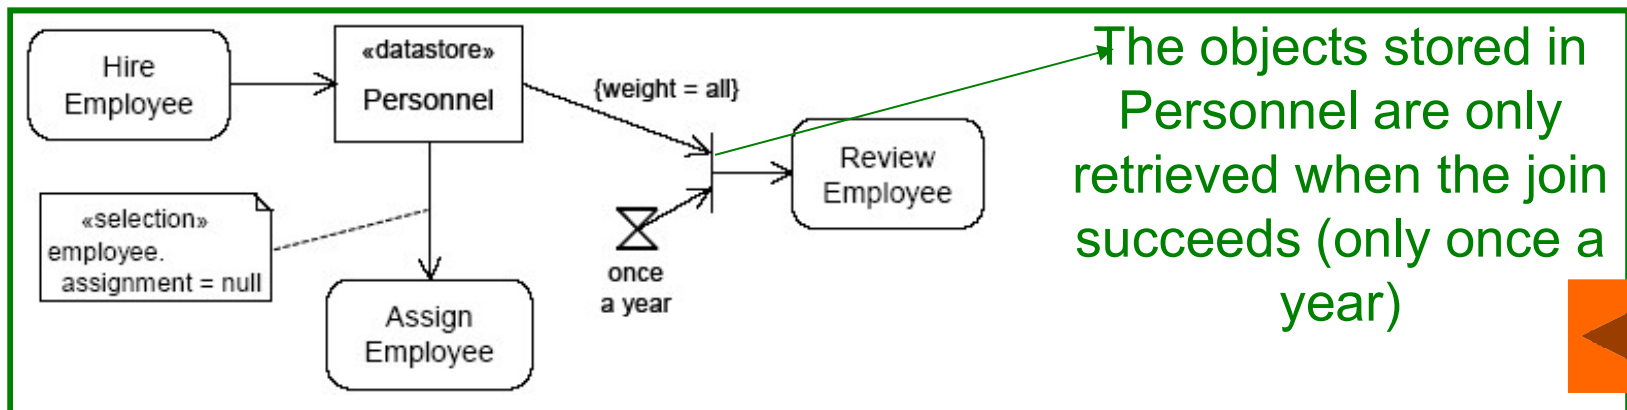 Hire
Employee
«datastore»
Personnel
{weight = all}
Review
Employee
«selection»
employee.
assignment = null
once
a year
Assign
Employee
The objects stored in
Personnel are only
retrieved when the join
succeeds (only once a
year)